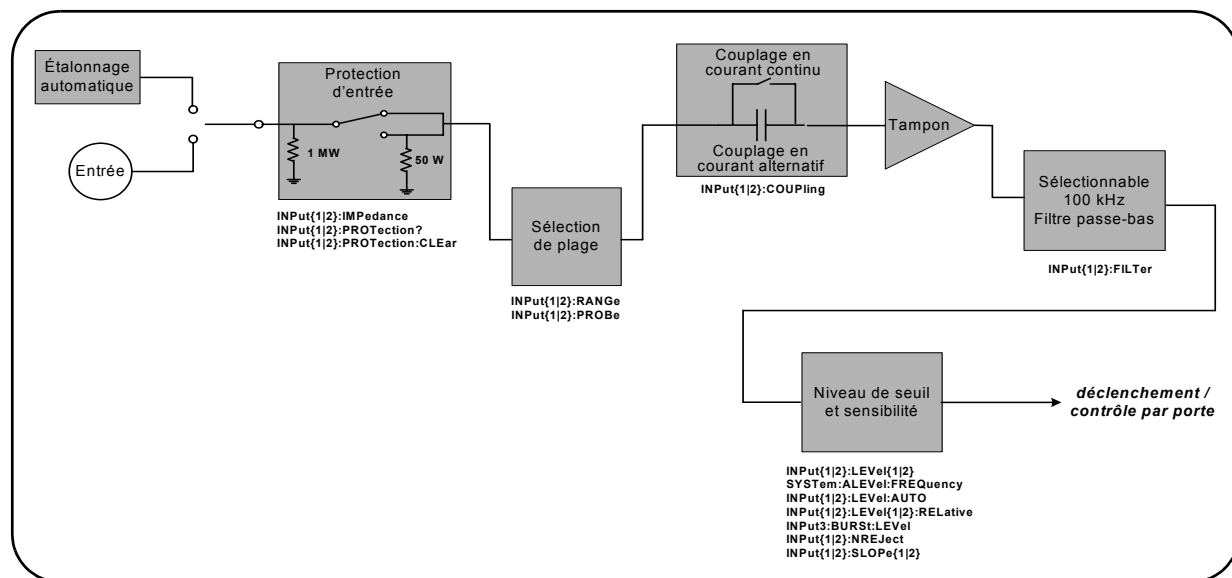 Étalonnage
automatique
Entrée
Protection
d'entrée
1 MW
50 W
INPut{1|2}:IMPedance
INPut{1|2}:PROTection?
INPut{1|2}:PROTection:CLEar
Sélection
de plage
INPut{1|2}:RANGe
INPut{1|2}:PROBe
Couplage en
courant continu
Couplage en
courant alternatif
INPut{1|2}:COUPling
Tampon
Sélectionnable
100 kHz
Filtre passe-bas
INPut{1|2}:FILTer
Niveau de seuil
et sensibilité
déclenchement /
contrôle par porte
INPut{1|2}:LEVel{1|2}
SYSTem:ALEVel:FREQuency
INPut{1|2}:LEVel:AUTO
INPut{1|2}:LEVel{1|2}:RELative
INPut3:BURSt:LEVel
INPut{1|2}:NREJect
INPut{1|2}:SLOPe{1|2}